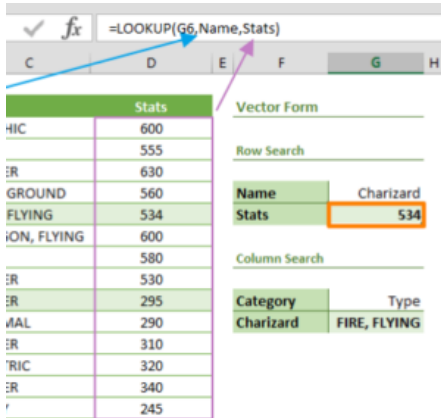 fx =LOOKUP(G6,Name,Stats)
C D E F G H
Stats Vector Form
HIC 600
555 Row Search
ER 630
GROUND 560 Name Charizard
FLYING 534 Stats 534
SON, FLYING 600
580 Column Search
ER 530
ER 295 Category Type
MAL 290 Charizard FIRE, FLYING
ER 310
TRIC 320
ER 340
245